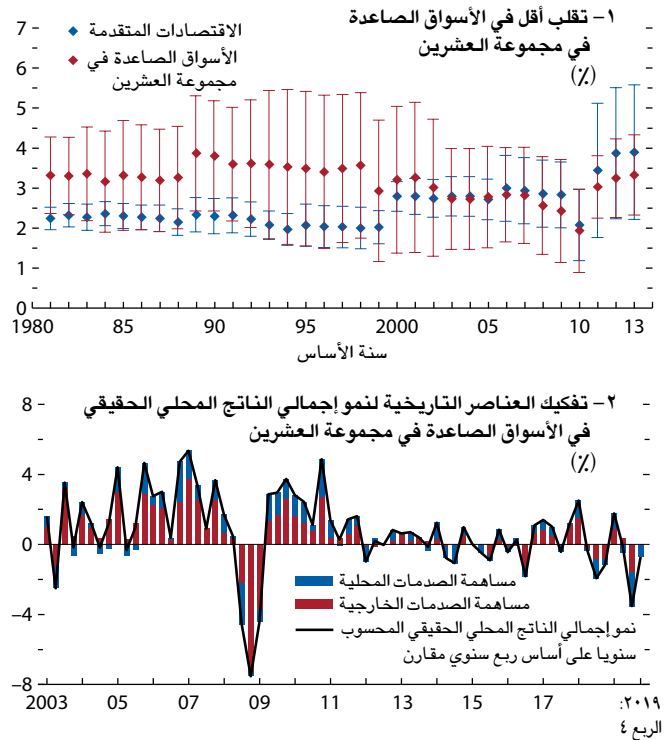 ١– تقلب أقل في الأسواق الصاعدة
في مجموعة العشرين
(٪)
الاقتصادات المتقدمة
الأسواق الصاعدة في
مجموعة العشرين
7
6
5
4
3
2
1
0
1980 85 90 95 2000 05 10 13
سنة الأساس
٢– تفكيك العناصر التاريخية لنمو إجمالي الناتج المحلي الحقيقي
في الأسواق الصاعدة في مجموعة العشرين
(٪)
8
4
0
–4
–8
مساهمة الصدمات المحلية
مساهمة الصدمات الخارجية
نمو إجمالي الناتج المحلي الحقيقي المحسوب
سنويا على أساس ربع سنوي مقارن
2003 05 07 09 11 13 15 17 ٢٠١٩:
الربع ٤